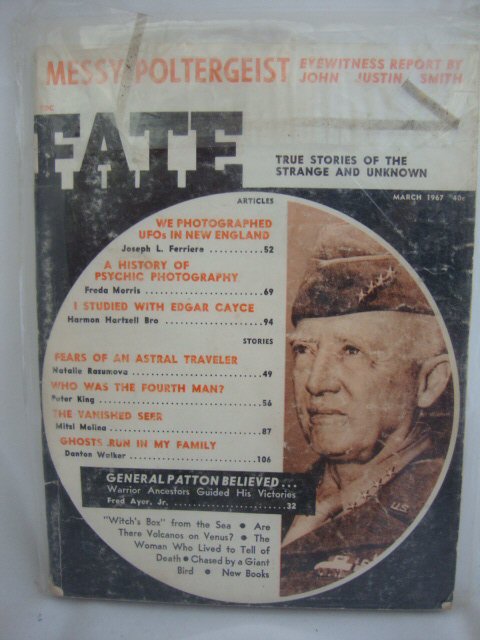 MESSY POLTERGEIST EYEWITNESS REPORT BY
JOHN JUSTIN SMITH
FATE
TRUE STORIES OF THE
STRANGE AND UNKNOWN
MARCH 1967 40c
ARTICLES
WE PHOTOGRAPHED
UFOs IN NEW ENGLAND
Joseph L. Ferriere ............52
A HISTORY OF
PSYCHIC PHOTOGRAPHY
Freda Morris ....................69
I STUDIED WITH EDGAR CAYCE
Harmon Hartzell Bro ..............94
STORIES
FEARS OF AN ASTRAL TRAVELER
Natalie Razumova ..................49
WHO WAS THE FOURTH MAN?
Peter King ............................56
THE VANISHED SEER
Mitzi Molina ..........................87
GHOSTS RUN IN MY FAMILY
Danton Walker ......................106
GENERAL PATTON BELIEVED...
Warrior Ancestors Guided His Victories
Fred Ayer, Jr. ........................32
"Witch's Box" from the Sea • Are
There Volcanos on Venus? • The
Woman Who Lived to Tell of
Death • Chased by a Giant
Bird • New Books
U.S.